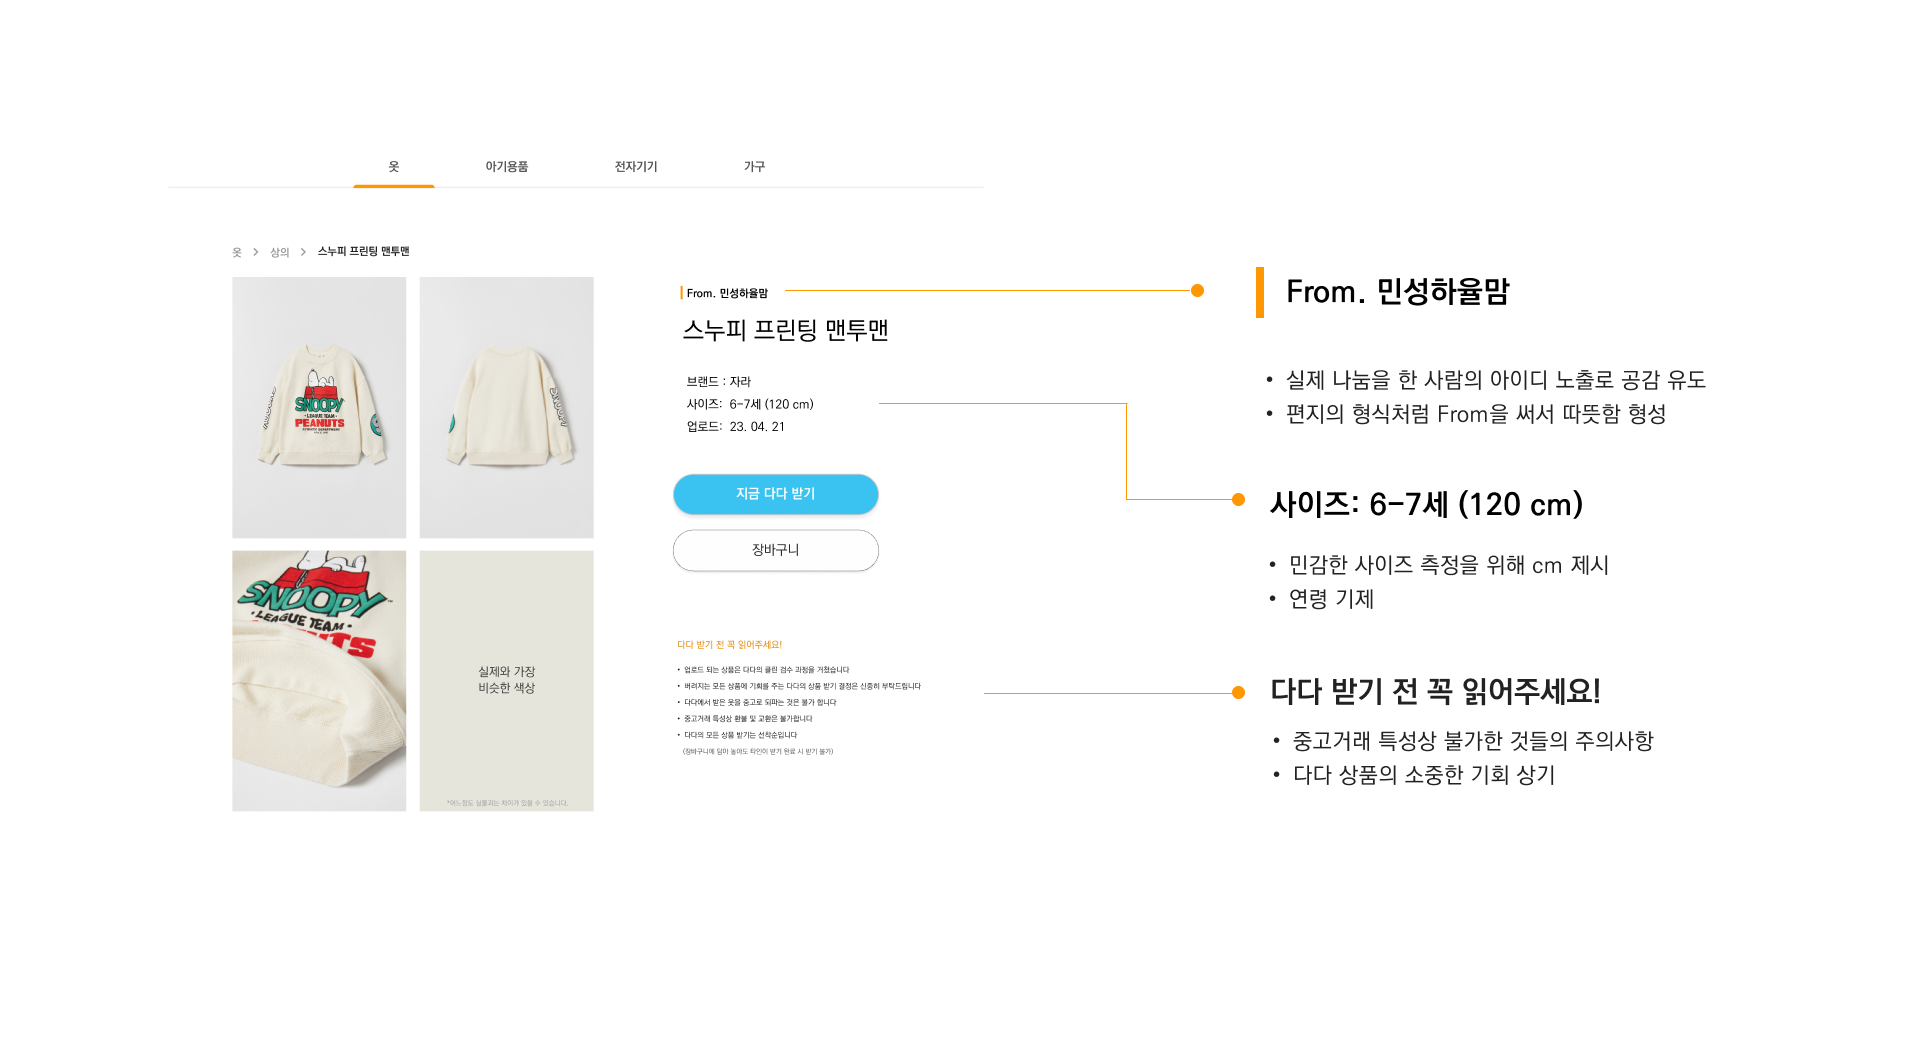 옷
아기용품
전자기기
가구
옷 > 상의 > 스누피 프린팅 맨투맨
SNOOPY
·LEAGUE TEAM·
PEANUTS
SNOOPY
·LEAGUE TEAM·
실제와 가장
비슷한 색상
*어느정도 실물과는 차이가 있을 수 있습니다.
From. 민성하율맘
스누피 프린팅 맨투맨
브랜드 : 자라
사이즈: 6-7세 (120 cm)
업로드: 23. 04. 21
지금 다다 받기
장바구니
다다 받기 전 꼭 읽어주세요!
• 업로드 되는 상품은 다다의 클린 검수 과정을 거쳤습니다
• 버려지는 모든 상품에 기회를 주는 다다의 상품 받기 결정은 신중히 부탁드립니다
• 다다에서 받은 옷을 중고로 되파는 것은 불가 합니다
• 중고거래 특성상 환불 및 교환은 불가합니다
• 다다의 모든 상품 받기는 선착순입니다
(장바구니에 담아 놓아도 타인이 받기 완료 시 받기 불가)
From. 민성하율맘
• 실제 나눔을 한 사람의 아이디 노출로 공감 유도
• 편지의 형식처럼 From을 써서 따뜻함 형성
사이즈: 6-7세 (120 cm)
• 민감한 사이즈 측정을 위해 cm 제시
• 연령 기제
다다 받기 전 꼭 읽어주세요!
• 중고거래 특성상 불가한 것들의 주의사항
• 다다 상품의 소중한 기회 상기